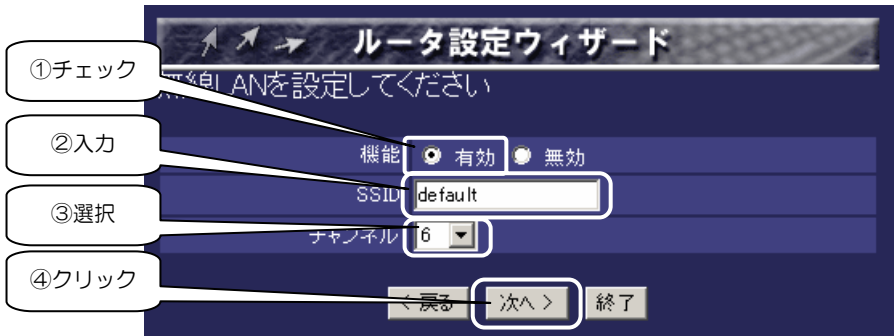 ルータ設定ウィザード
①チェック
無線LANを設定してください
②入力
機能 有効 無効
SSID default
③選択
チャンネル 6
④クリック
< 戻る 次へ > 終了